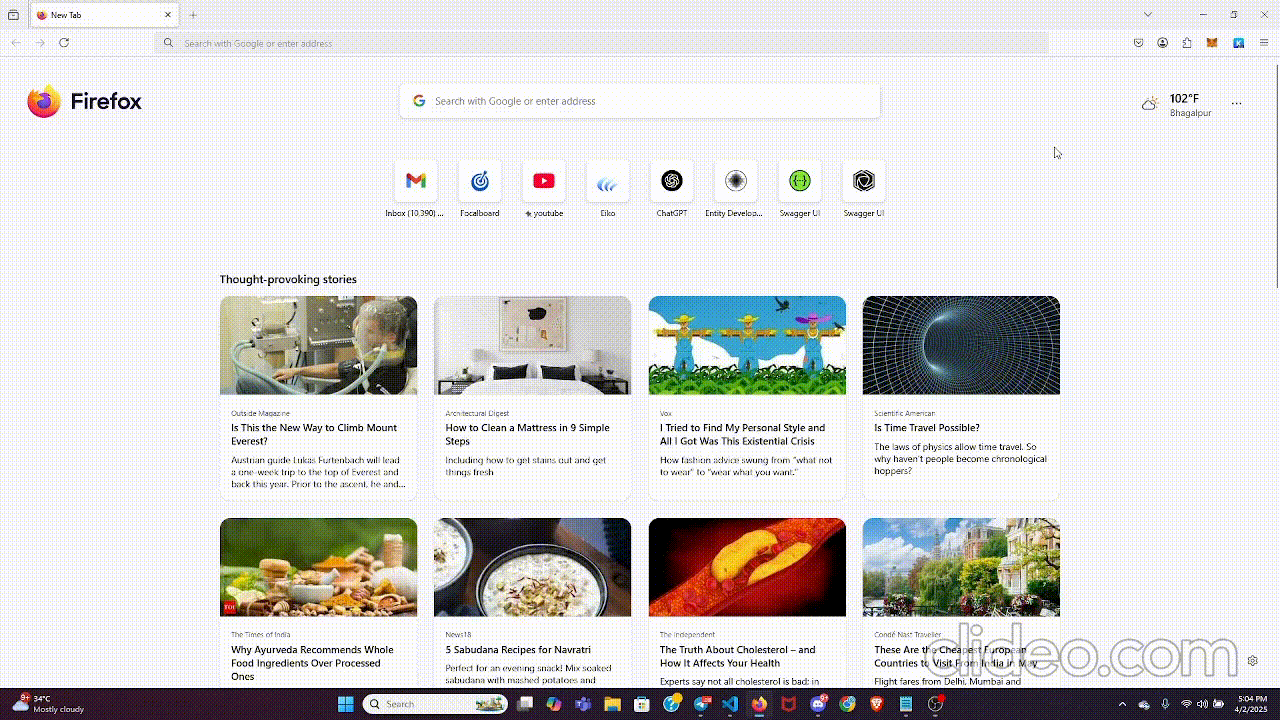 New Tab
Search with Google or enter address
Firefox
Search with Google or enter address
102°F
Bhagalpur
Inbox (10,390) ...
Focalboard
youtube
Eiko
ChatGPT
Entity Develop...
Swagger UI
Swagger UI
Thought-provoking stories
Outside Magazine
Is This the New Way to Climb Mount
Everest?
Austrian guide Lukas Furtenbach will lead
a one-week trip to the top of Everest and
back this year. Prior to the ascent, he and...
Architectural Digest
How to Clean a Mattress in 9 Simple
Steps
Including how to get stains out and get
things fresh
Vox
I Tried to Find My Personal Style and
All I Got Was This Existential Crisis
How fashion advice swung from “what not
to wear” to “wear what you want.”
Scientific American
Is Time Travel Possible?
The laws of physics allow time travel. So
why haven't people become chronological
hoppers?
TOI
The Times of India
Why Ayurveda Recommends Whole
Food Ingredients Over Processed
Ones
News18
5 Sabudana Recipes for Navratri
Perfect for an evening snack! Mix soaked
sabudana with mashed potatoes and
The Independent
The Truth About Cholesterol – and
How It Affects Your Health
Experts say not all cholesterol is bad; in
Condé Nast Traveller
These Are the Cheapest European
Countries to Visit From India in May
Flight fares from Delhi, Mumbai and
clideo.com
9+
34°C
Mostly cloudy
Search
5:04 PM
4/2/2025